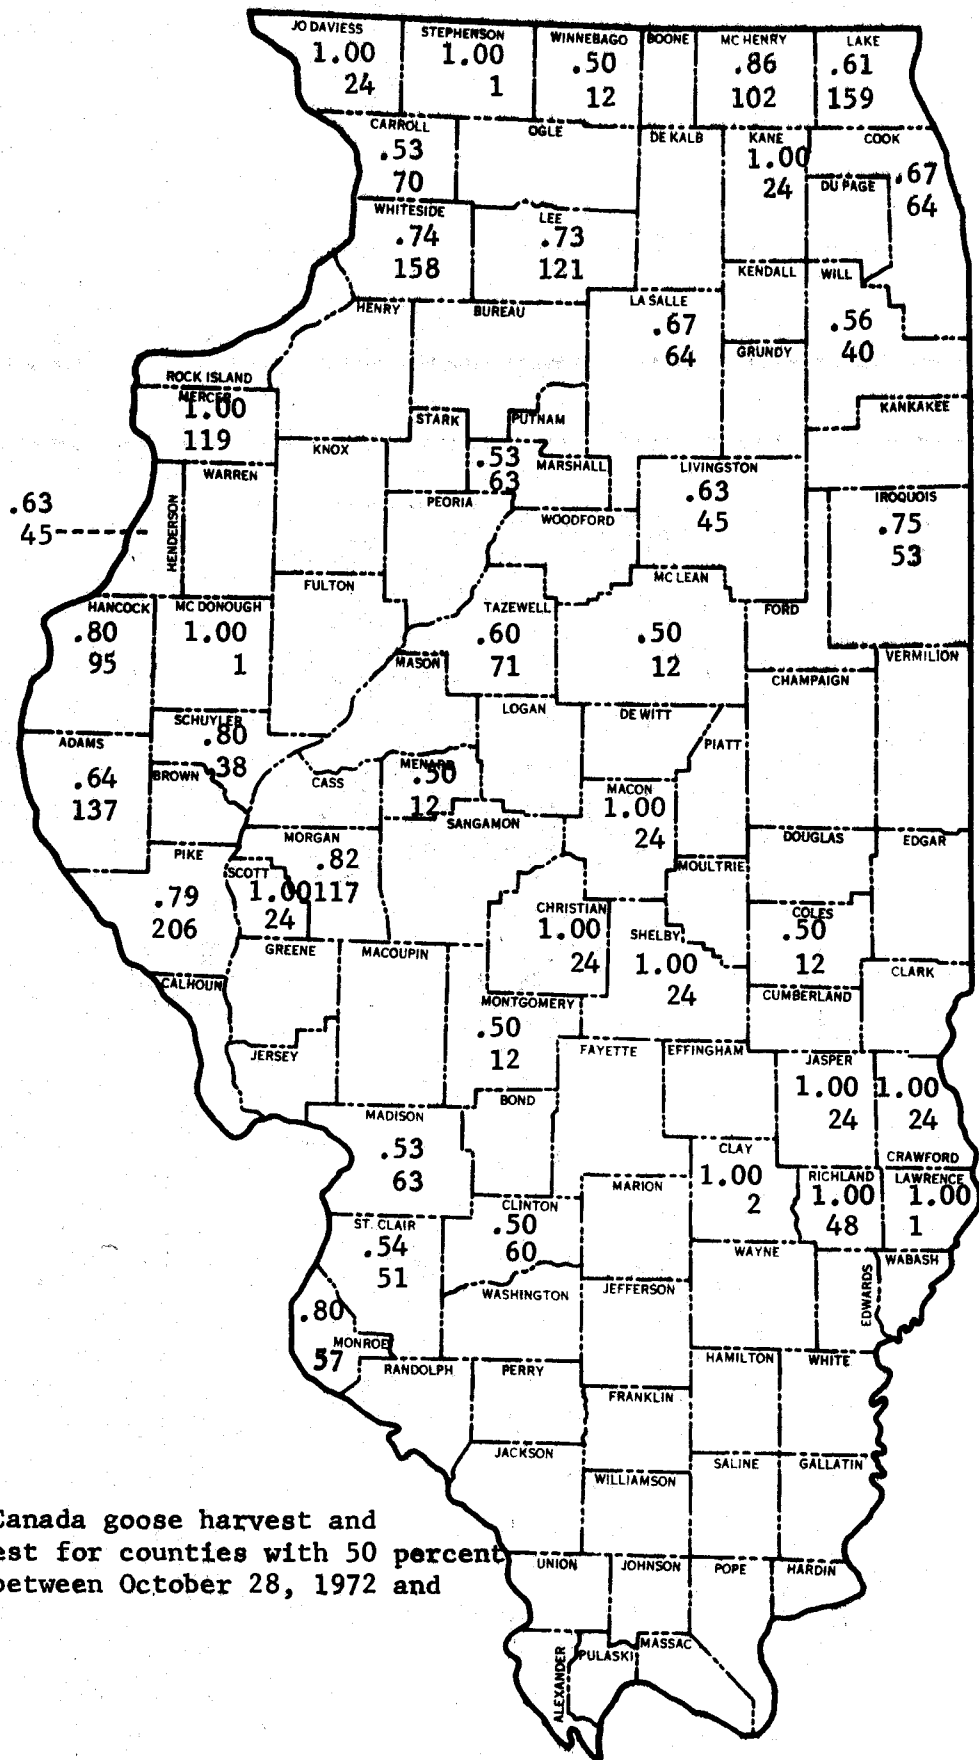 JO DAVIESS
1.00
24
STEPHENSON
1.00
1
WINNEBAGO
.50
12
BOONE
MC HENRY
.86
102
LAKE
.61
159
CARROLL
.53
70
OGLE
DE KALB
KANE
1.00
24
COOK
.67
64
DU PAGE
WHITESIDE
.74
158
LEE
.73
121
KENDALL
WILL
.56
40
HENRY
BUREAU
LA SALLE
.67
64
GRUNDY
ROCK ISLAND
MERCER
1.00
119
KANKAKEE
STARK
PUTNAM
KNOX
.53
63
MARSHALL
LIVINGSTON
.63
45
WARREN
PEORIA
IROQUOIS
.75
53
.63
45
HENDERSON
WOODFORD
FULTON
MC LEAN
.50
12
HANCOCK
.80
95
MC DONOUGH
1.00
1
TAZEWELL
.60
71
FORD
MASON
VERMILION
CHAMPAIGN
LOGAN
DE WITT
SCHUYLER
.80
38
ADAMS
.64
137
PIATT
BROWN
CASS
MENARD
.50
12
MACON
1.00
24
SANGAMON
MORGAN
.82
117
DOUGLAS
EDGAR
PIKE
.79
206
SCOTT
1.00
24
MOULTRIE
CHRISTIAN
1.00
24
COLES
.50
12
SHELBY
1.00
24
GREENE
MACOUPIN
CLARK
CALHOUN
CUMBERLAND
MONTGOMERY
.50
12
JERSEY
FAYETTE
EFFINGHAM
JASPER
1.00
24
1.00
24
CRAWFORD
BOND
MADISON
.53
63
CLAY
1.00
2
RICHLAND
1.00
48
LAWRENCE
1.00
1
MARION
CLINTON
.50
60
ST. CLAIR
.54
51
WAYNE
WABASH
EDWARDS
WASHINGTON
JEFFERSON
.80
57
MONROE
RANDOLPH
PERRY
HAMILTON
WHITE
FRANKLIN
JACKSON
SALINE
GALLATIN
WILLIAMSON
Canada goose harvest and
est for counties with 50 percent
between October 28, 1972 and
UNION
JOHNSON
POPE
HARDIN
ALEXANDER
PULASKI
MASSAC